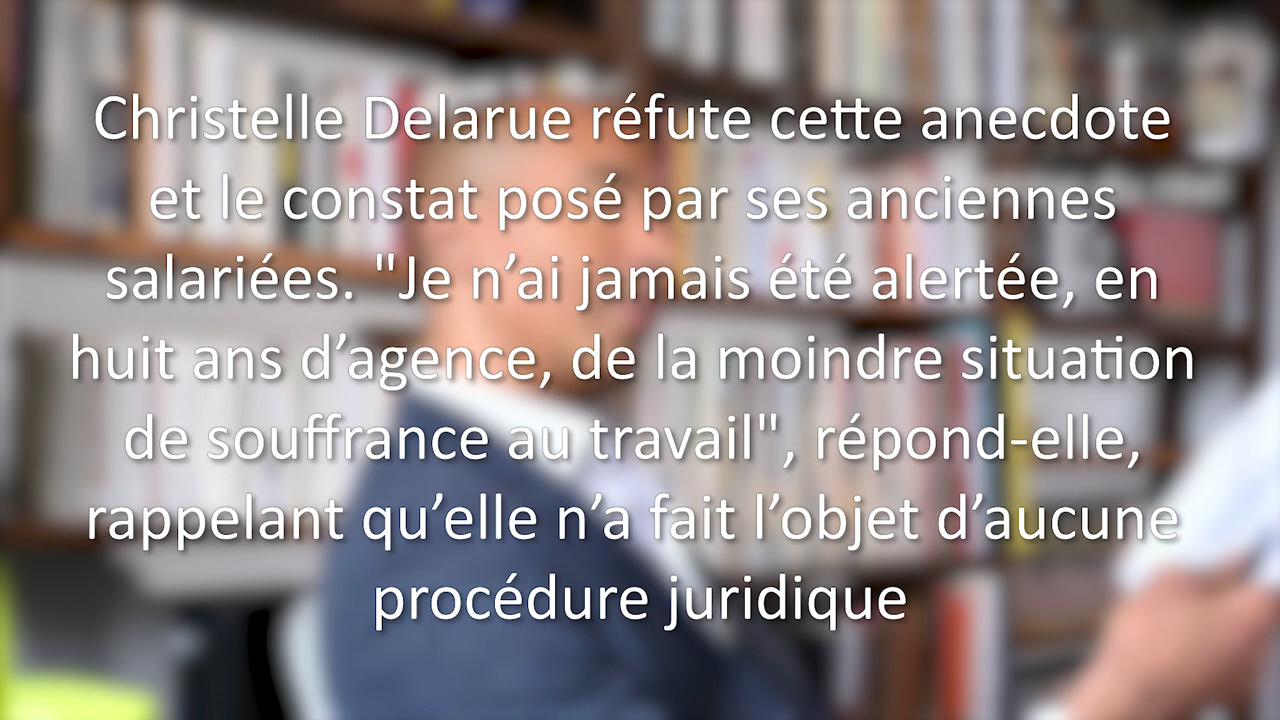 Christelle Delarue réfute cette anecdote
et le constat posé par ses anciennes
salariées. "Je n’ai jamais été alertée, en
huit ans d’agence, de la moindre situation
de souffrance au travail", répond-elle,
rappelant qu’elle n’a fait l’objet d’aucune
procédure juridique